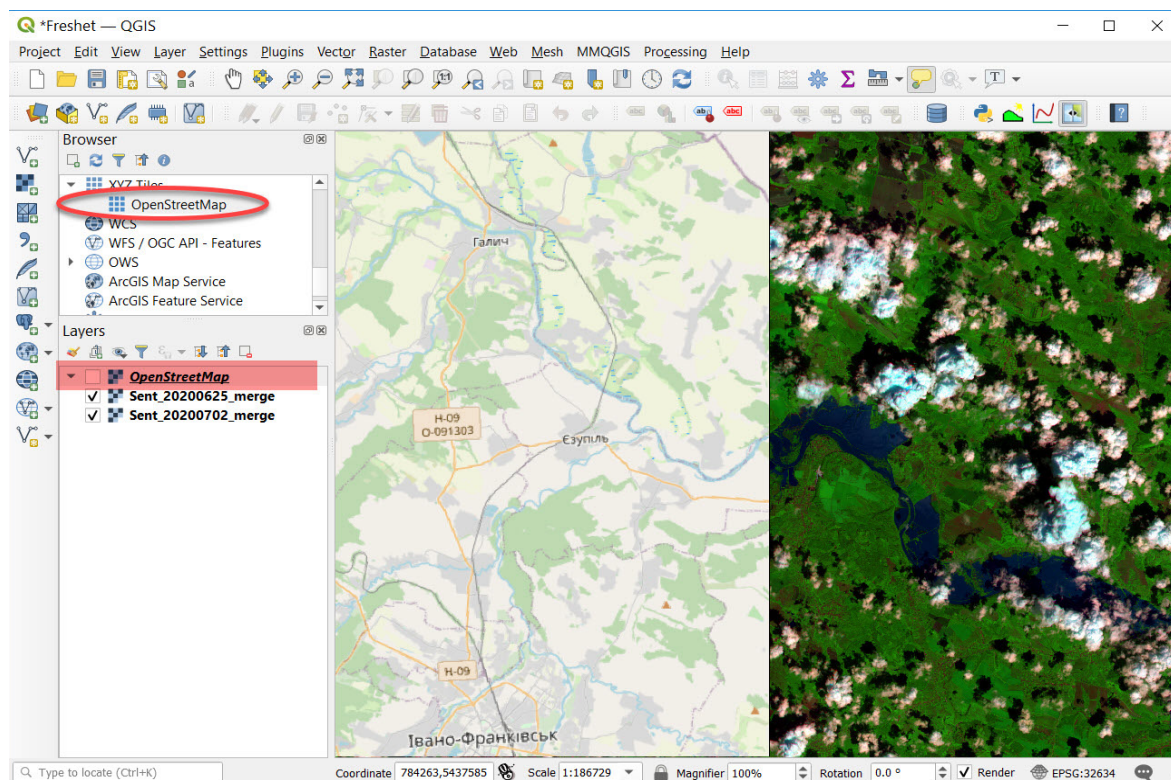 *Freshet — QGIS
Project Edit View Layer Settings Plugins Vector Raster Database Web Mesh MMQGIS Processing Help
Browser
XYZ Tiles
OpenStreetMap
WCS
WFS / OGC API - Features
OWS
ArcGIS Map Service
ArcGIS Feature Service
Layers
OpenStreetMap
Sent_20200625_merge
Sent_20200702_merge
Галич
Н-09
О-091303
Єзупіль
Н-09
Івано-Франківськ
Type to locate (Ctrl+K)
Coordinate 784263,5437585 Scale 1:186729 Magnifier 100% Rotation 0.0 ° Render EPSG:32634